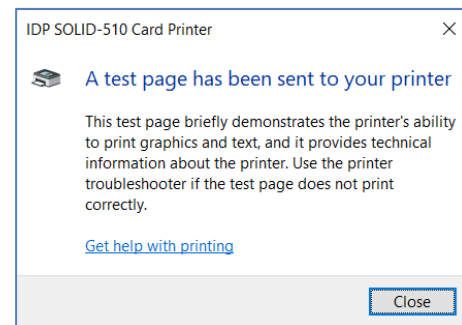 IDP SOLID-510 Card Printer
A test page has been sent to your printer
This test page briefly demonstrates the printer's ability
to print graphics and text, and it provides technical
information about the printer. Use the printer
troubleshooter if the test page does not print
correctly.
Get help with printing
Close